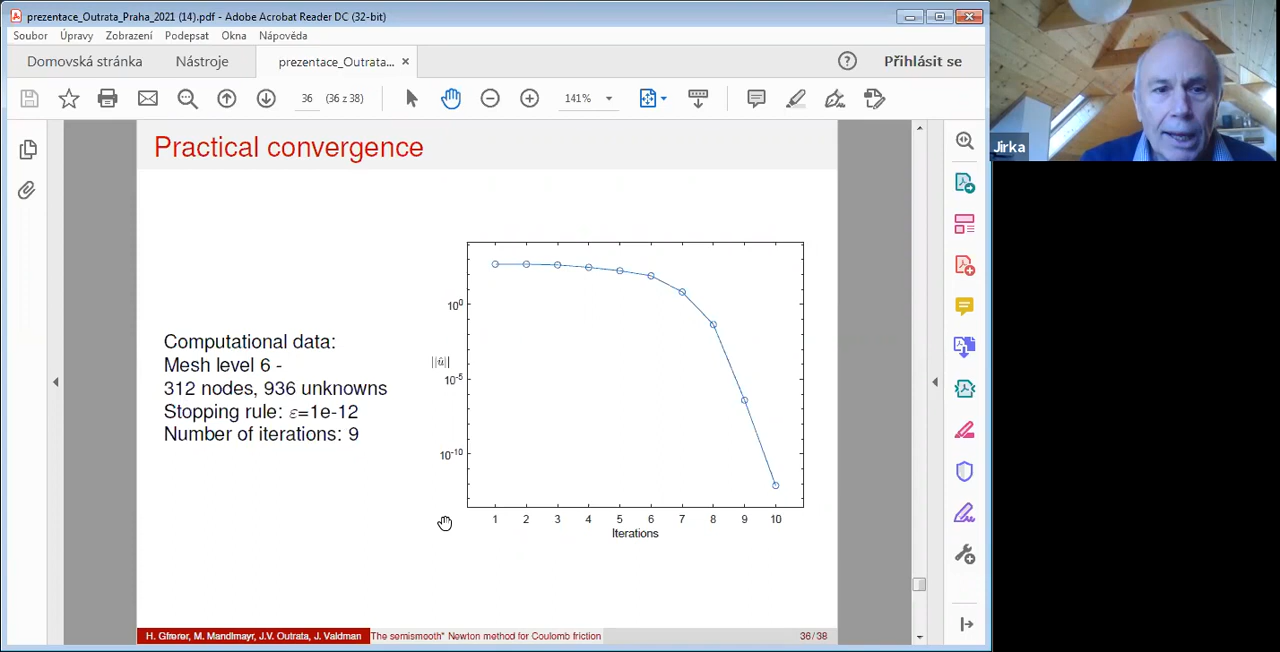 prezentace_Outrata_Praha_2021 (14).pdf - Adobe Acrobat Reader DC (32-bit)
Soubor Úpravy Zobrazení Podepsat Okna Nápověda
Domovská stránka Nástroje prezentace_Outrata... × Přihlásit se
36 (36 z 38) 141%
Jirka
Practical convergence
Computational data:
Mesh level 6 -
312 nodes, 936 unknowns
Stopping rule: ε=1e-12
Number of iterations: 9
10⁰
||û||
10⁻⁵
10⁻¹⁰
1 2 3 4 5 6 7 8 9 10
Iterations
H. Gfrerer, M. Mandlmayr, J.V. Outrata, J. Valdman The semismooth* Newton method for Coulomb friction 36/38